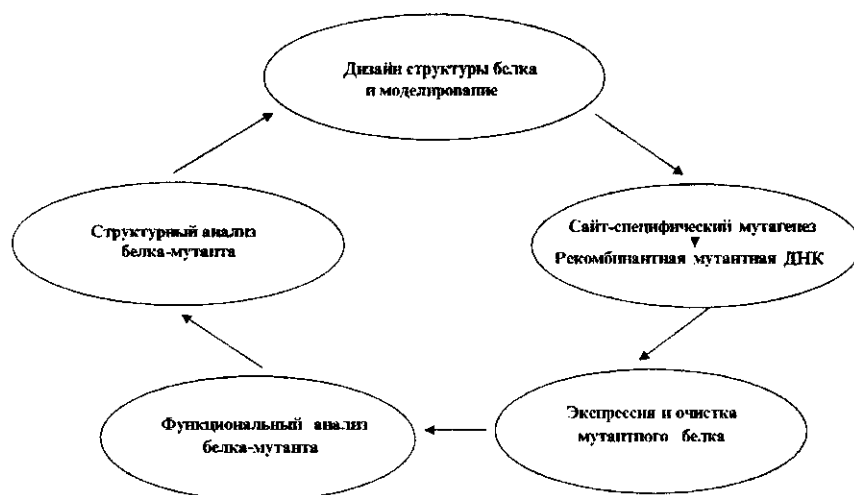 Дизайн структуры белка
и моделирование
Сайт-специфический мутагенез
Рекомбинантная мутантная ДНК
Экспрессия и очистка
мутантного белка
Функциональный анализ
белка-мутанта
Структурный анализ
белка-мутанта